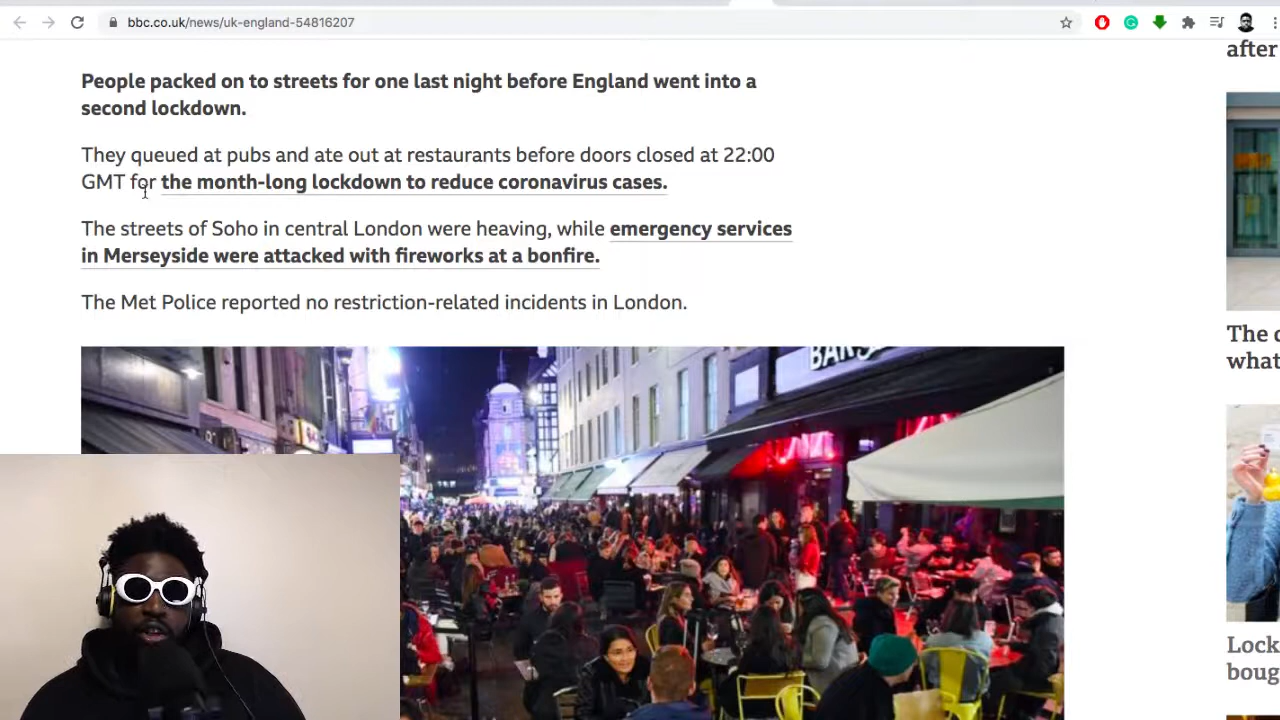 bbc.co.uk/news/uk-england-54816207
after
People packed on to streets for one last night before England went into a
second lockdown.
They queued at pubs and ate out at restaurants before doors closed at 22:00
GMT for the month-long lockdown to reduce coronavirus cases.
The streets of Soho in central London were heaving, while emergency services
in Merseyside were attacked with fireworks at a bonfire.
The Met Police reported no restriction-related incidents in London.
The
what
Lock
boug